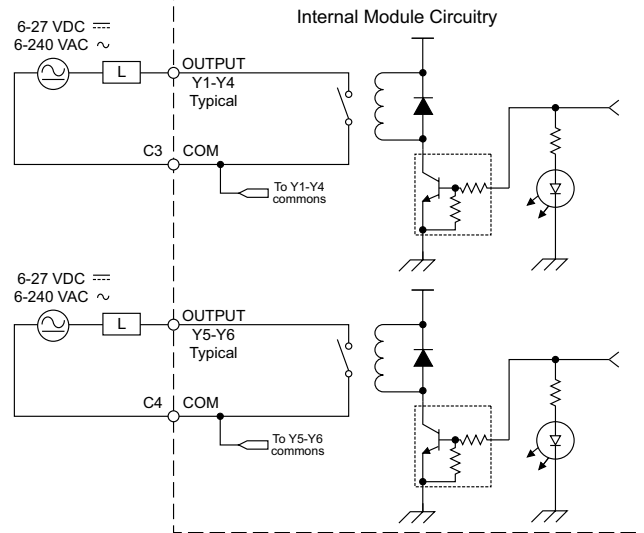 Internal Module Circuitry
6-27 VDC ⎓
6-240 VAC ∿
L
OUTPUT
Y1-Y4
Typical
C3
COM
To Y1-Y4
commons
6-27 VDC ⎓
6-240 VAC ∿
L
OUTPUT
Y5-Y6
Typical
C4
COM
To Y5-Y6
commons